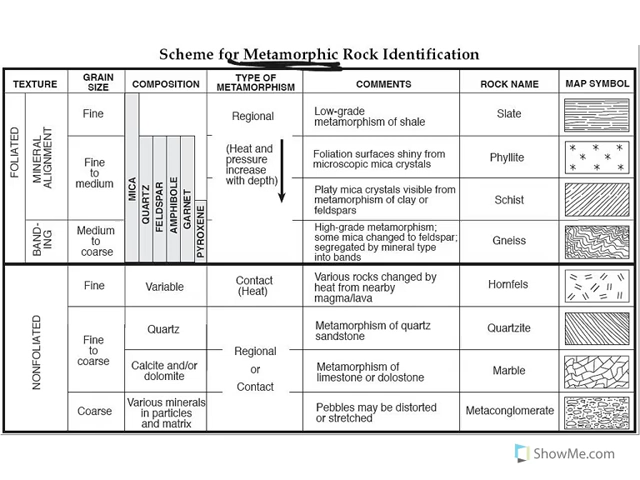 Scheme for Metamorphic Rock Identification
TEXTURE
GRAIN
SIZE
COMPOSITION
TYPE OF
METAMORPHISM
COMMENTS
ROCK NAME
MAP SYMBOL
FOLIATED
MINERAL
ALIGNMENT
Fine
MICA
QUARTZ
FELDSPAR
AMPHIBOLE
GARNET
PYROXENE
Regional
(Heat and
pressure
increase
with depth)
Low-grade
metamorphism of shale
Slate
Fine
to
medium
Foliation surfaces shiny from
microscopic mica crystals
Phyllite
Platy mica crystals visible from
metamorphism of clay or
feldspars
Schist
BAND-
ING
Medium
to
coarse
High-grade metamorphism;
some mica changed to feldspar;
segregated by mineral type
into bands
Gneiss
NONFOLIATED
Fine
Variable
Contact
(Heat)
Various rocks changed by
heat from nearby
magma/lava
Hornfels
Fine
to
coarse
Quartz
Regional
or
Contact
Metamorphism of quartz
sandstone
Quartzite
Calcite and/or
dolomite
Metamorphism of
limestone or dolostone
Marble
Coarse
Various minerals
in particles
and matrix
Pebbles may be distorted
or stretched
Metaconglomerate
ShowMe.com